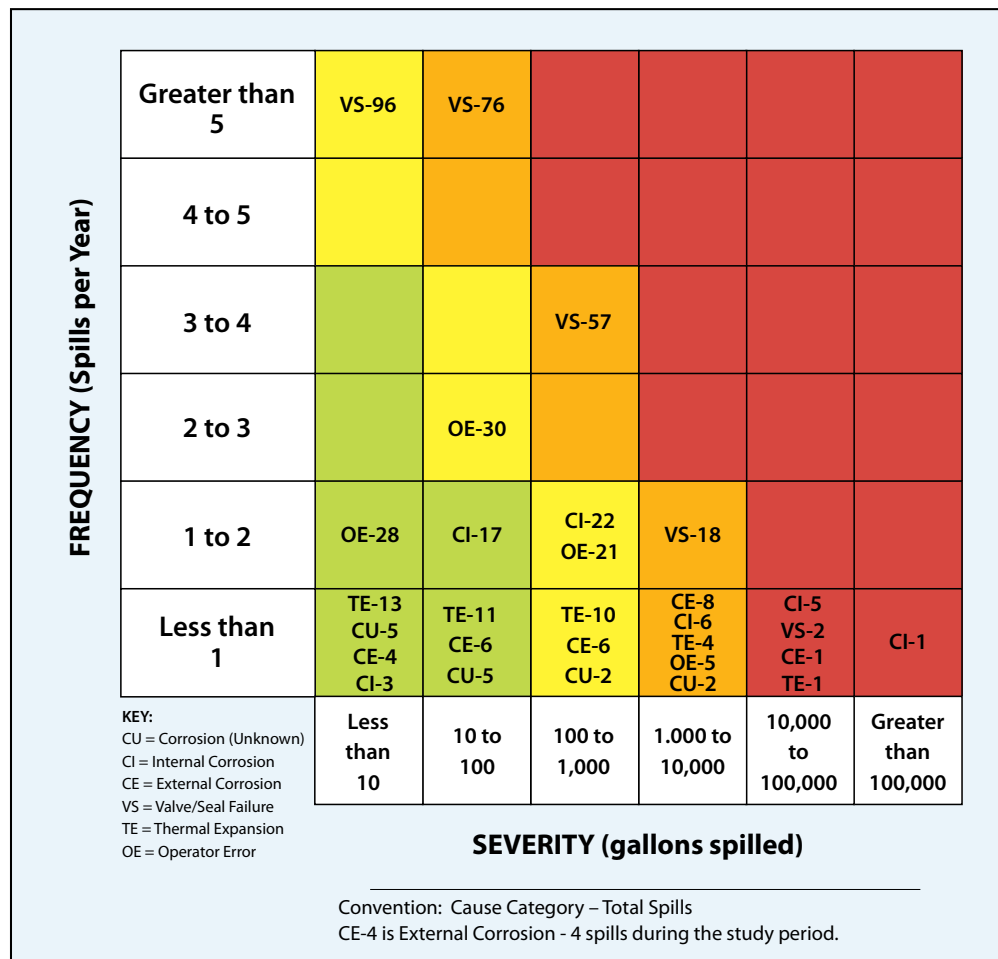 FREQUENCY (Spills per Year)
Greater than
5
VS-96
VS-76
4 to 5
3 to 4
VS-57
2 to 3
OE-30
1 to 2
OE-28
CI-17
CI-22
OE-21
VS-18
Less than
1
TE-13
CU-5
CE-4
CI-3
TE-11
CE-6
CU-5
TE-10
CE-6
CU-2
CE-8
CI-6
TE-4
OE-5
CU-2
CI-5
VS-2
CE-1
TE-1
CI-1
KEY:
CU = Corrosion (Unknown)
CI = Internal Corrosion
CE = External Corrosion
VS = Valve/Seal Failure
TE = Thermal Expansion
OE = Operator Error
Less
than
10
10 to
100
100 to
1,000
1.000 to
10,000
10,000
to
100,000
Greater
than
100,000
SEVERITY (gallons spilled)
Convention: Cause Category – Total Spills
CE-4 is External Corrosion - 4 spills during the study period.